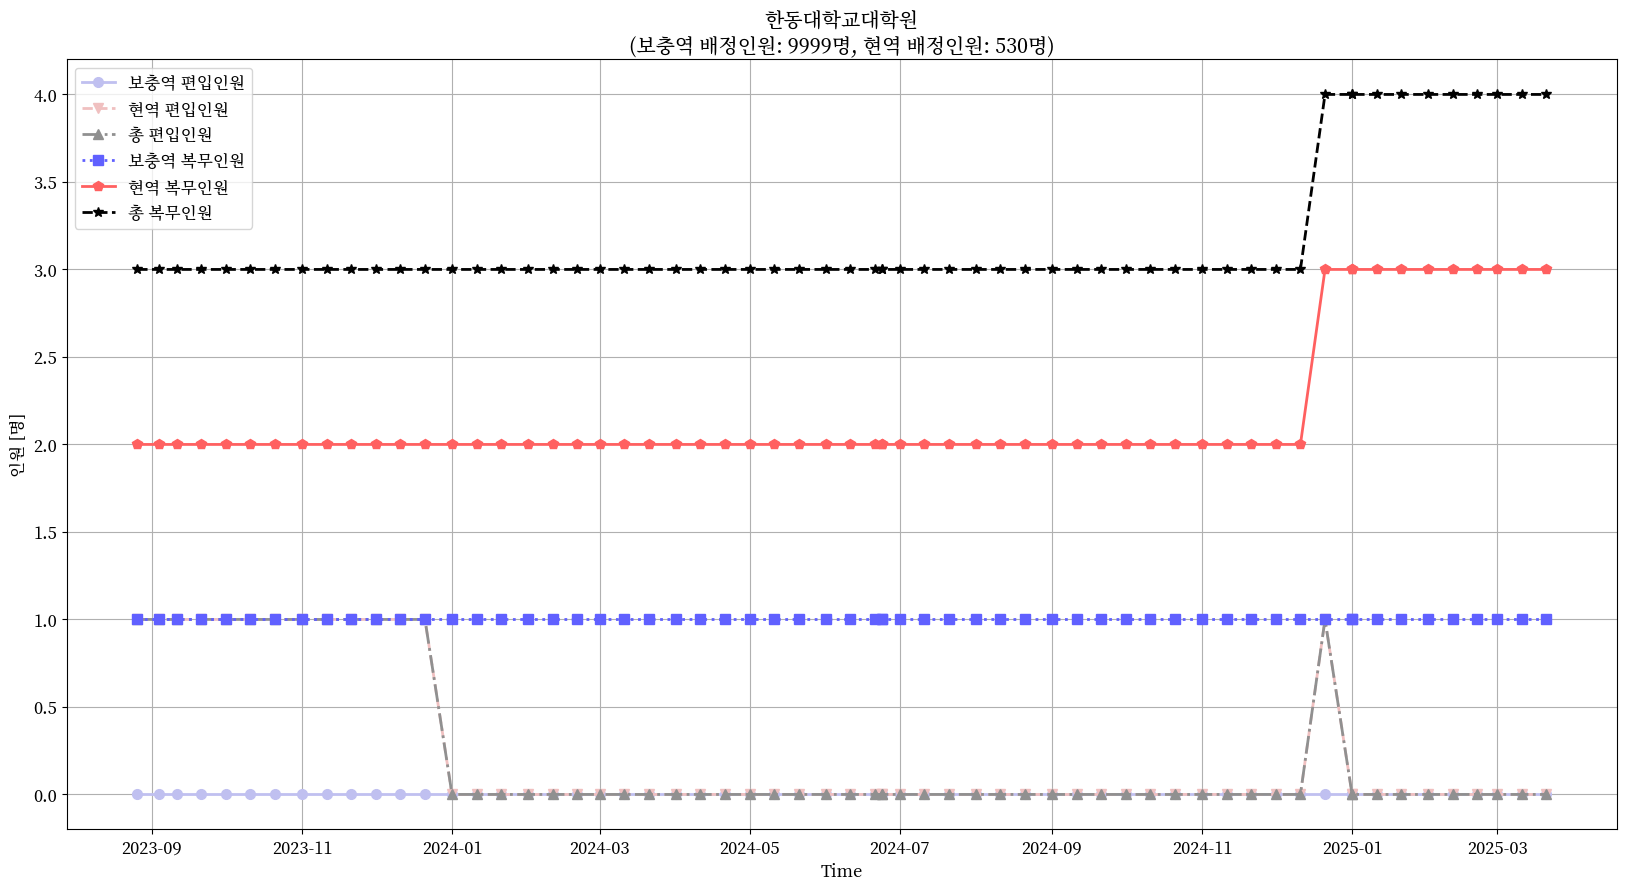 한동대학교대학원
(보충역 배정인원: 9999명, 현역 배정인원: 530명)
보충역 편입인원
현역 편입인원
총 편입인원
보충역 복무인원
현역 복무인원
총 복무인원
4.0
3.5
3.0
2.5
2.0
1.5
1.0
0.5
0.0
인원 [명]
2023-09
2023-11
2024-01
2024-03
2024-05
2024-07
2024-09
2024-11
2025-01
2025-03
Time